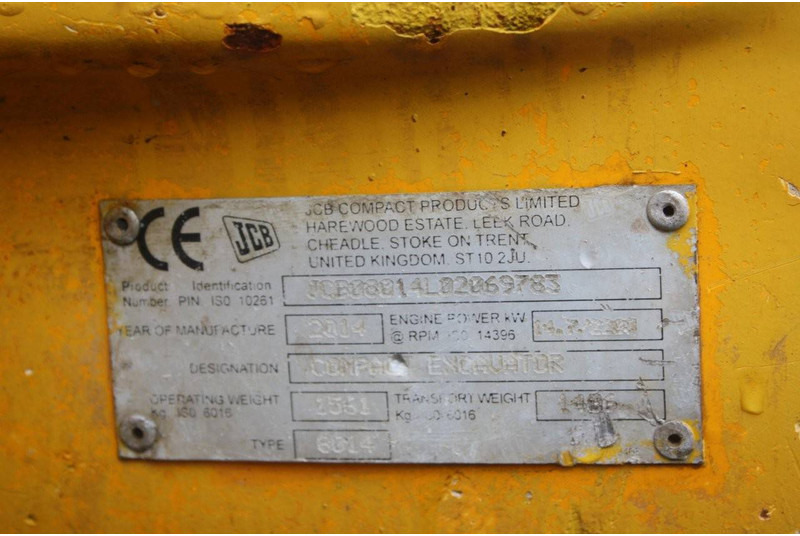 CE JCB JCB COMPACT PRODUCTS LIMITED
HAREWOOD ESTATE, LEEK ROAD,
CHEADLE, STOKE ON TRENT,
UNITED KINGDOM, ST10 2JU.
Product Identification
Number PIN ISO 10261 JCB08014L02069783
YEAR OF MANUFACTURE 2014 ENGINE POWER kW
@ RPM ISO 14396
DESIGNATION COMPACT EXCAVATOR
OPERATING WEIGHT
Kg ISO 6016 1561 TRANSPORT WEIGHT
Kg ISO 6016
TYPE 8014